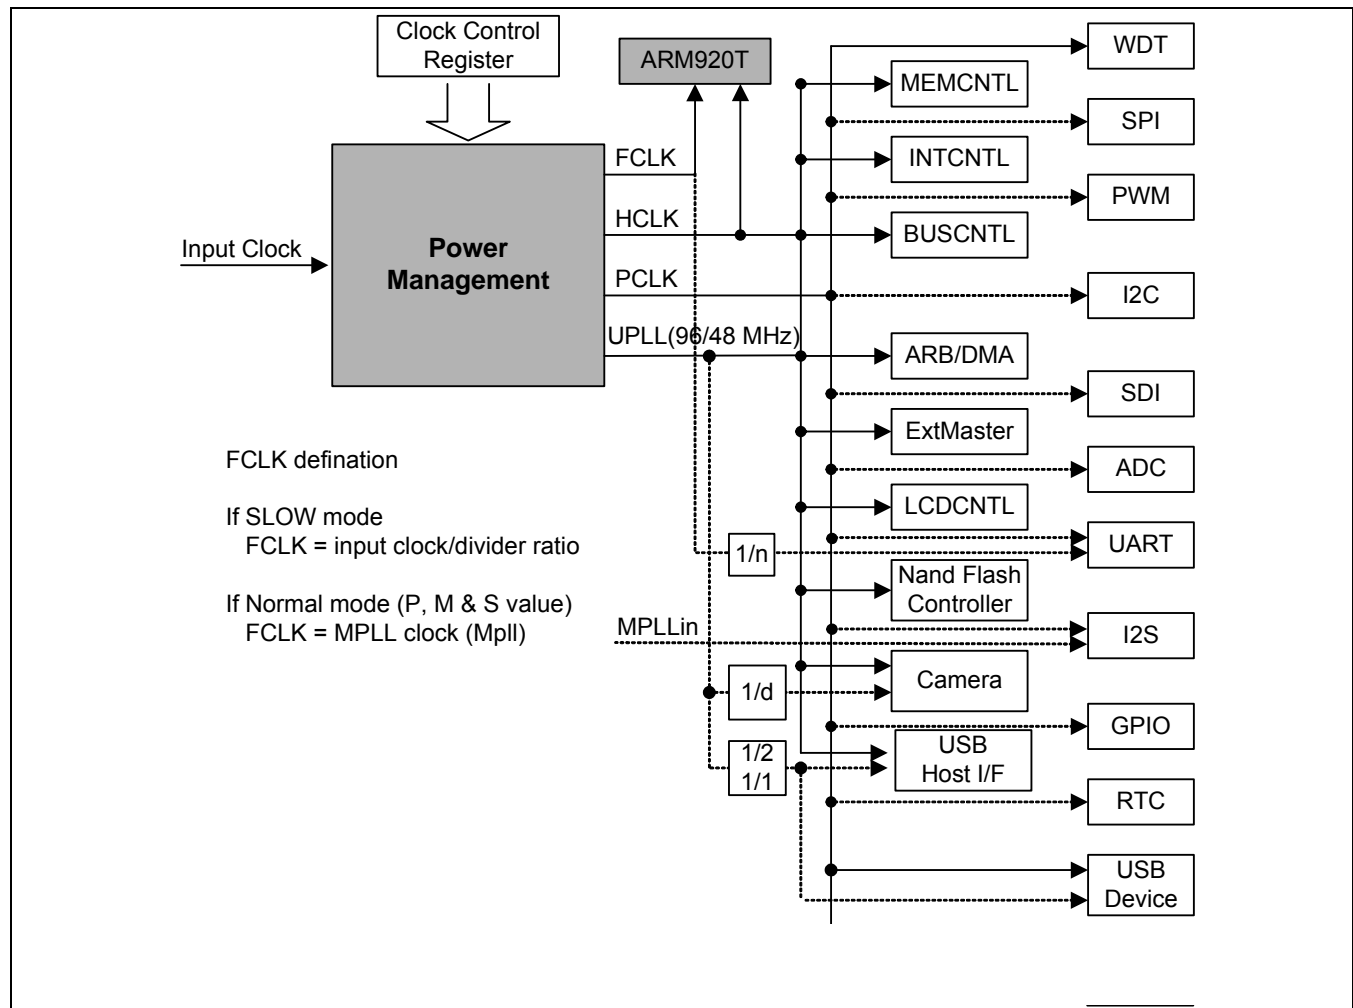 Clock Control
Register
ARM920T
WDT
MEMCNTL
SPI
FCLK
INTCNTL
PWM
HCLK
BUSCNTL
Input Clock
Power
Management
PCLK
I2C
UPLL(96/48 MHz)
ARB/DMA
SDI
ExtMaster
FCLK defination
ADC
LCDCNTL
If SLOW mode
FCLK = input clock/divider ratio
1/n
UART
Nand Flash
Controller
If Normal mode (P, M & S value)
FCLK = MPLL clock (Mpll)
MPLLin
I2S
Camera
1/d
GPIO
1/2
1/1
USB
Host I/F
RTC
USB
Device